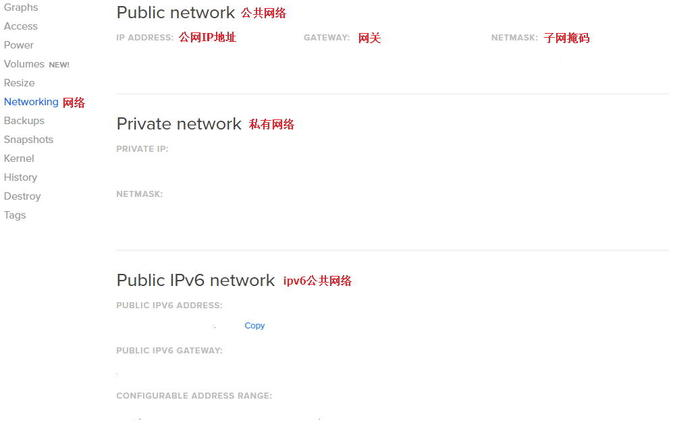 Graphs
Access
Power
Volumes NEW!
Resize
Networking 网络
Backups
Snapshots
Kernel
History
Destroy
Tags
Public network 公共网络
IP ADDRESS: 公网IP地址 GATEWAY: 网关 NETMASK: 子网掩码
Private network 私有网络
PRIVATE IP:
NETMASK:
Public IPv6 network ipv6公共网络
PUBLIC IPV6 ADDRESS:
Copy
PUBLIC IPV6 GATEWAY:
CONFIGURABLE ADDRESS RANGE: